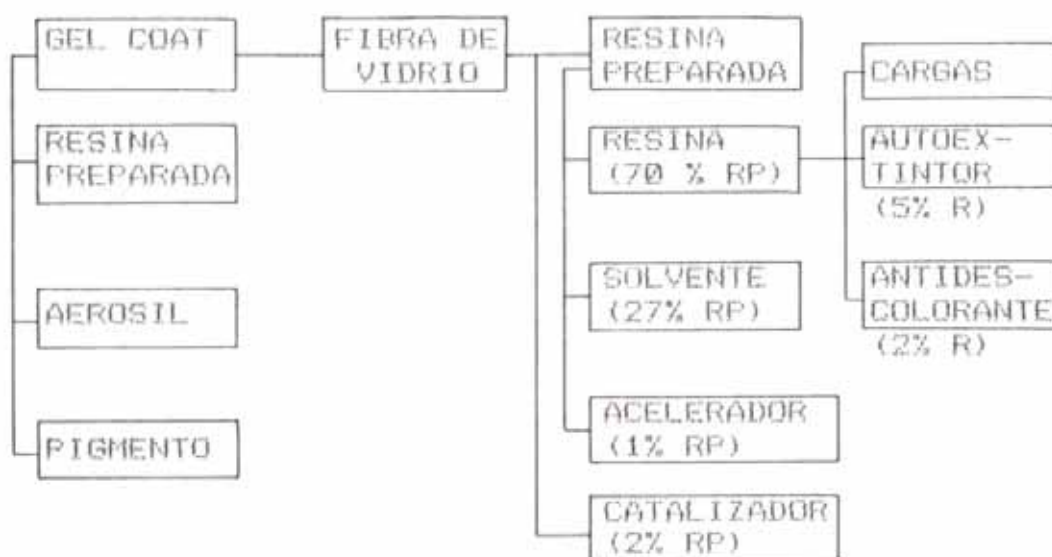 GEL COAT
RESINA
PREPARADA
AEROSIL
PIGMENTO
FIBRA DE
VIDRIO
RESINA
PREPARADA
RESINA
(70 % RP)
SOLVENTE
(27% RP)
ACELERADOR
(1% RP)
CATALIZADOR
(2% RP)
CARGAS
AUTOEX-
TINTOR
(5% R)
ANTIDES-
COLORANTE
(2% R)